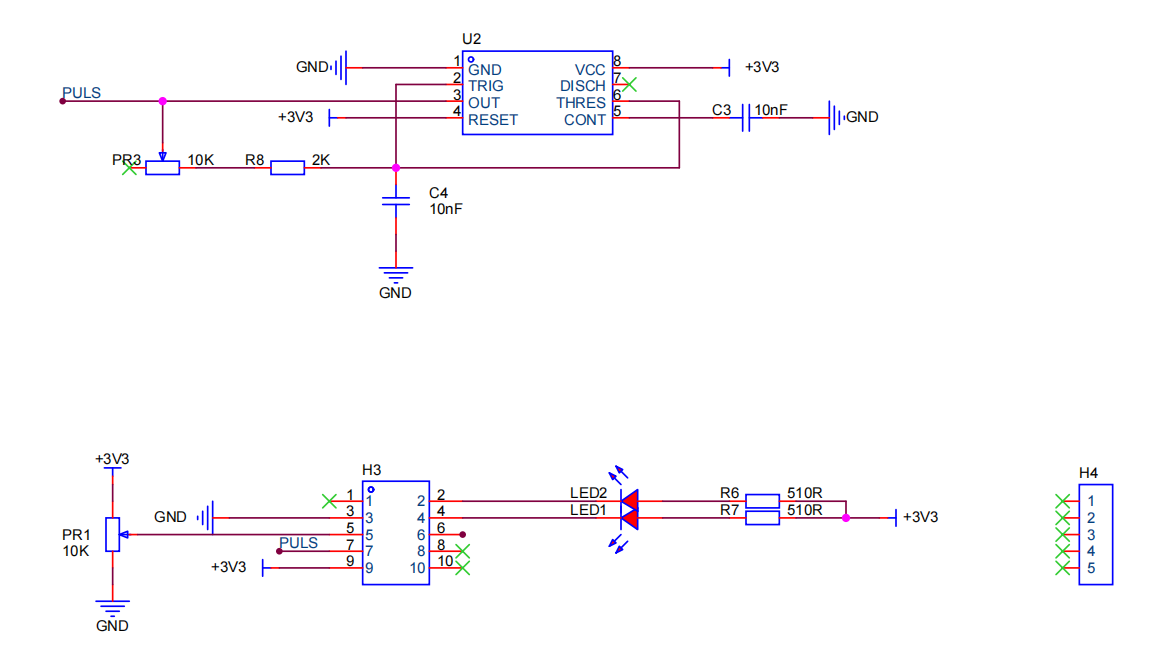 U2
GND 1 GND VCC 8 +3V3
2 TRIG DISCH 7
PULS 3 OUT THRES 6
+3V3 4 RESET CONT 5 C3 10nF GND
PR3 10K R8 2K
C4
10nF
GND
+3V3 H3 H4
1 1 2 2 LED2 R6 510R 1
GND 3 3 4 4 LED1 R7 510R +3V3 2
PR1 5 5 6 6 3
10K PULS 7 7 8 8 4
+3V3 9 9 10 10 5
GND